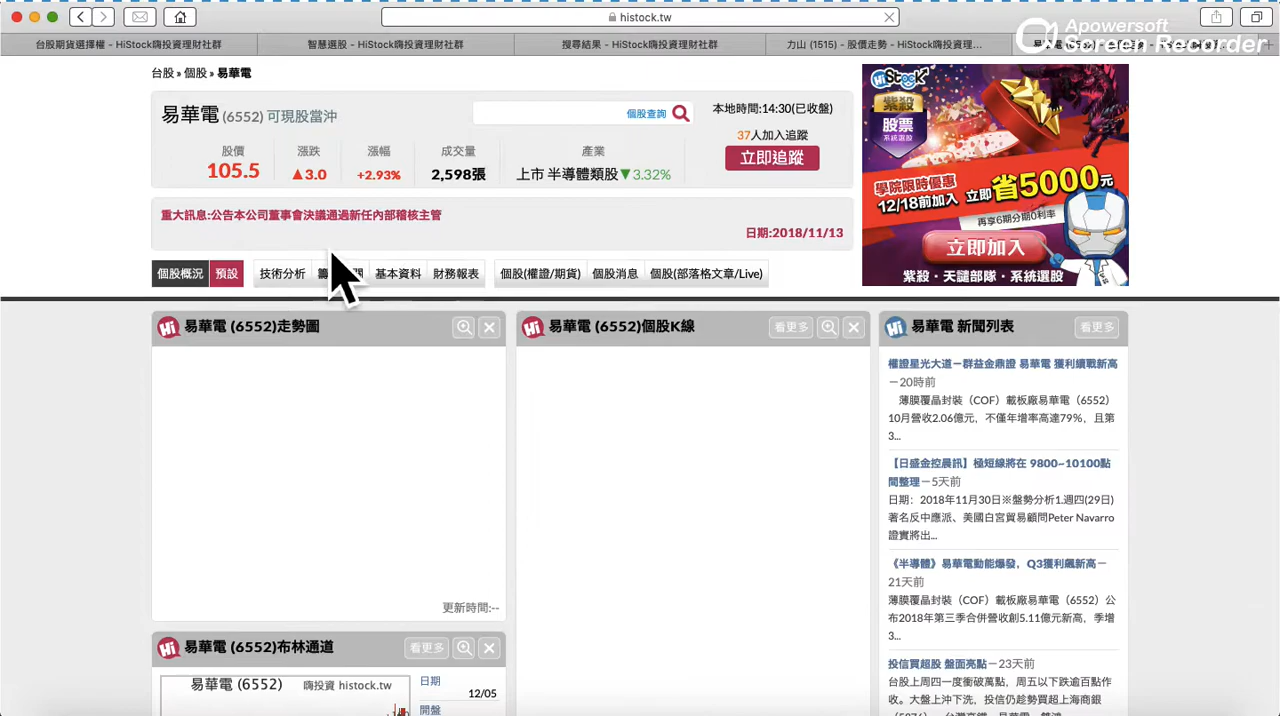 histock.tw
Apowersoft
Screen Recorder
台股期貨選擇權 - HiStock嗨投資理財社群
智慧選股 - HiStock嗨投資理財社群
搜尋結果 - HiStock嗨投資理財社群
力山 (1515) - 股價走勢 - HiStock嗨投資理...
台股 » 個股 » 易華電
易華電 (6552) 可現股當沖
個股查詢
本地時間:14:30(已收盤)
37人加入追蹤
立即追蹤
股價
漲跌
漲幅
成交量
產業
105.5
▲3.0
+2.93%
2,598張
上市 半導體類股▼3.32%
重大訊息:公告本公司董事會決議通過新任內部稽核主管
日期:2018/11/13
HiStock
紫殺
股票
系統選股
學院限時優惠
12/18前加入 立即省5000元
再享6期分期0利率
立即加入
紫殺・天諕部隊・系統選股
個股概況
預設
技術分析
基本資料
財務報表
個股(權證/期貨)
個股消息
個股(部落格文章/Live)
Hi 易華電 (6552)走勢圖
更新時間:--
Hi 易華電 (6552)個股K線
看更多
Hi 易華電 新聞列表
看更多
權證星光大道－群益金鼎證 易華電 獲利續戰新高
－20時前
薄膜覆晶封裝（COF）載板廠易華電（6552）
10月營收2.06億元，不僅年增率高達79%，且第
3...
【日盛金控晨訊】極短線將在 9800~10100點
間整理－5天前
日期：2018年11月30日※盤勢分析1.週四(29日)
著名反中應派、美國白宮貿易顧問Peter Navarro
證實將出...
《半導體》易華電動能爆發，Q3獲利飆新高－
21天前
薄膜覆晶封裝（COF）載板廠易華電（6552）公
布2018年第三季合併營收創5.11億元新高，季增
3...
投信買超股 盤面亮點－23天前
台股上周四一度衝破萬點，周五以下跌逾百點作
收。大盤上沖下洗，投信仍趁勢買超上海商銀
Hi 易華電 (6552)布林通道
看更多
易華電 (6552)
嗨投資 histock.tw
日期
12/05
開盤